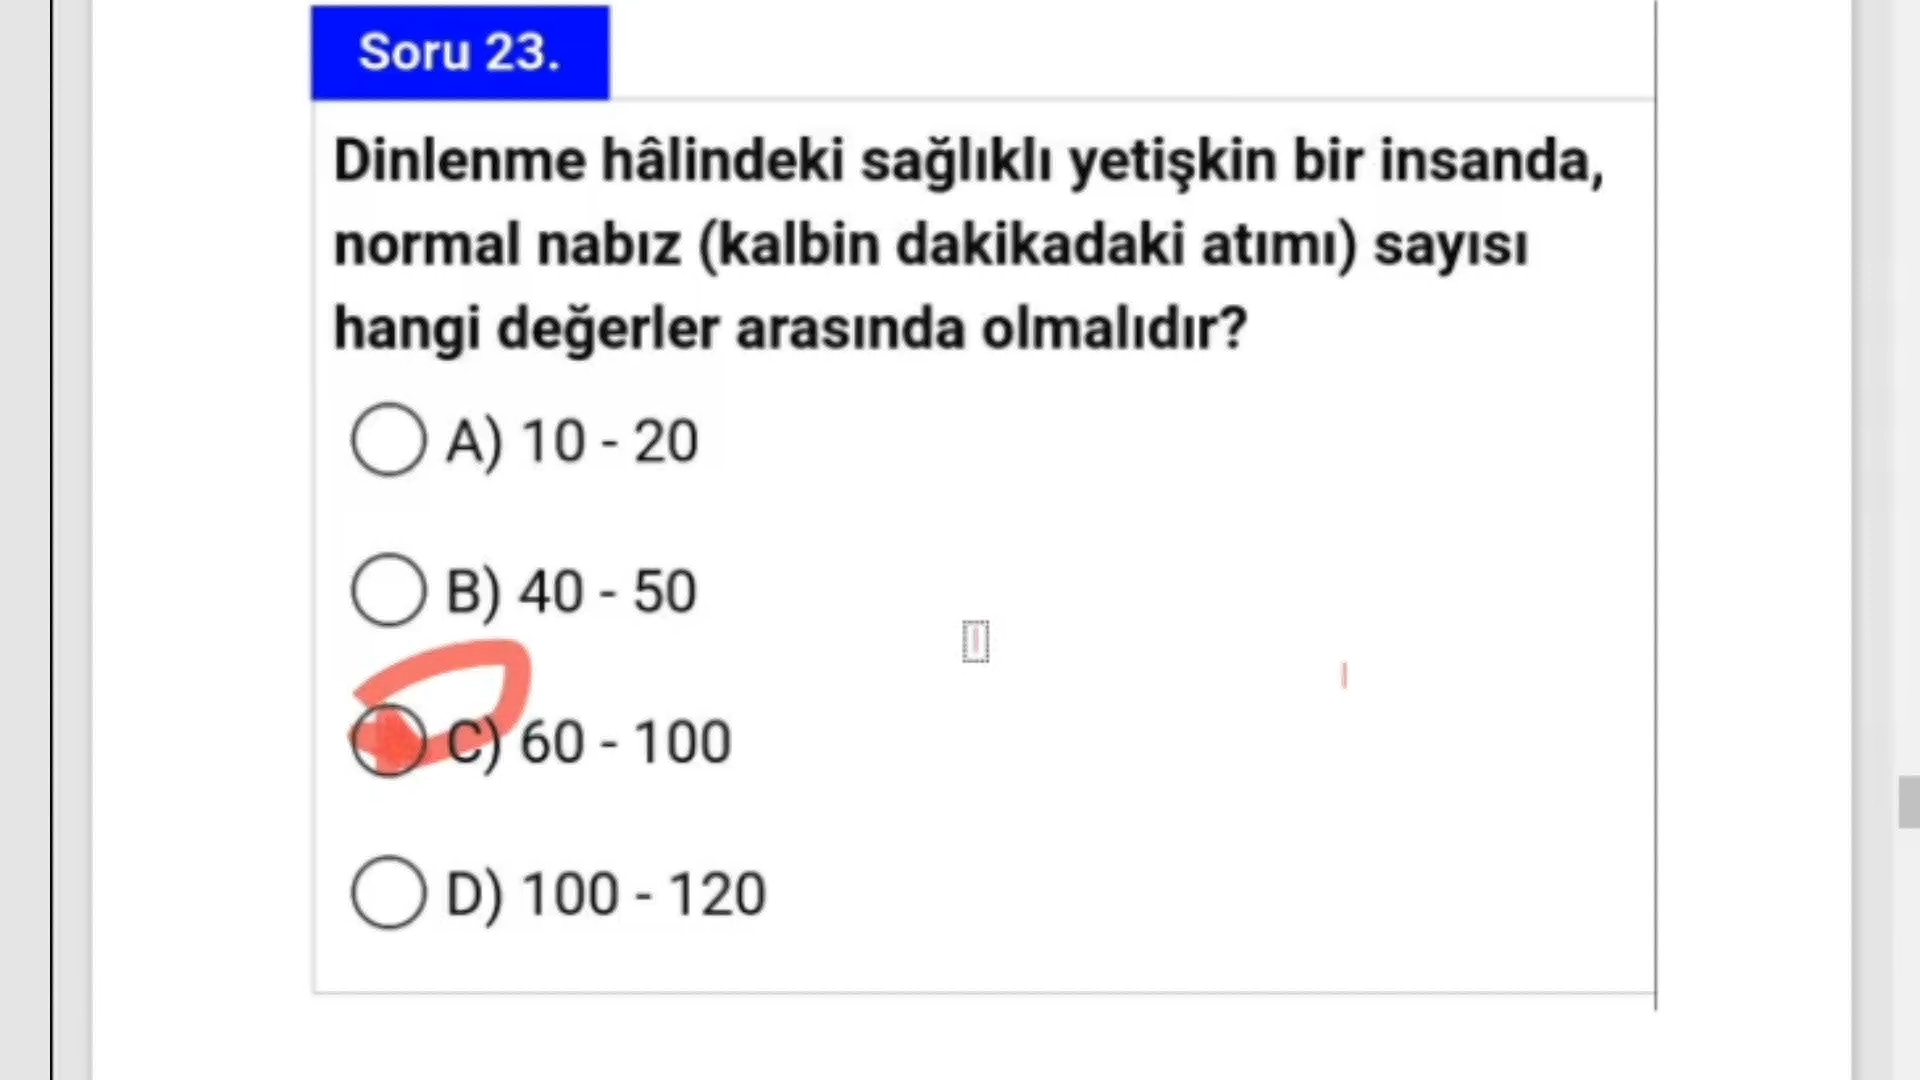 Soru 23.
Dinlenme hâlindeki sağlıklı yetişkin bir insanda,
normal nabız (kalbin dakikadaki atımı) sayısı
hangi değerler arasında olmalıdır?
A) 10 - 20
B) 40 - 50
C) 60 - 100
D) 100 - 120